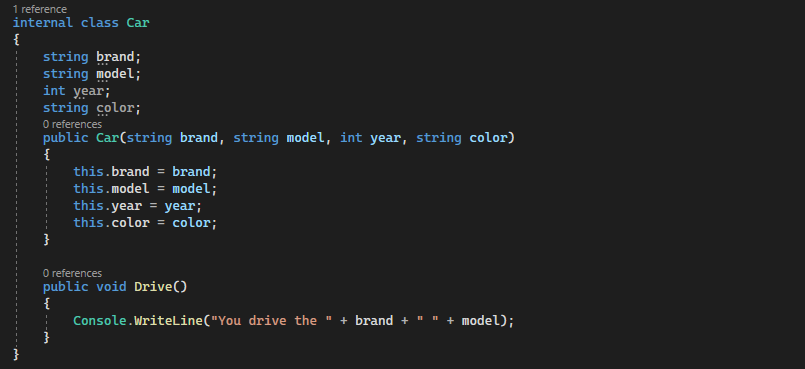 1 reference
internal class Car
{
string brand;
string model;
int year;
string color;
0 references
public Car(string brand, string model, int year, string color)
{
this.brand = brand;
this.model = model;
this.year = year;
this.color = color;
}
0 references
public void Drive()
{
Console.WriteLine("You drive the " + brand + " " + model);
}
}